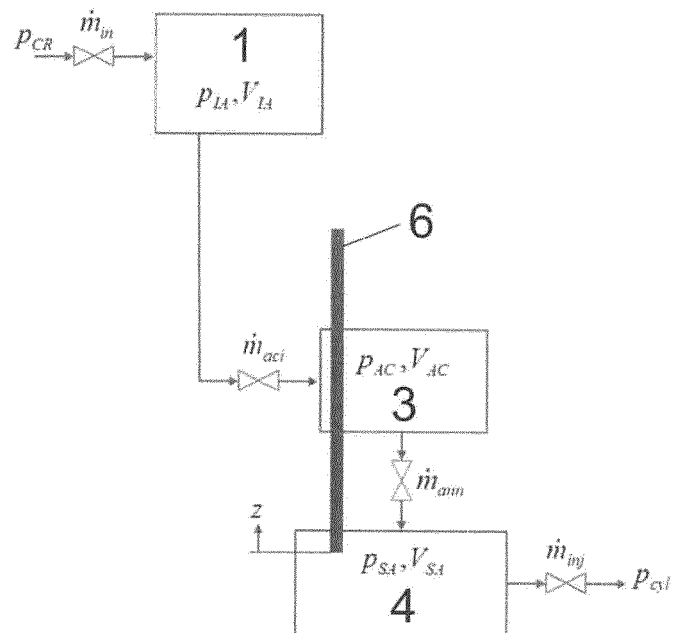 p_CR
ṁ_in
1
p_IA, V_IA
6
ṁ_aci
p_AC, V_AC
3
ṁ_ann
z
p_SA, V_SA
ṁ_inj
p_cyl
4